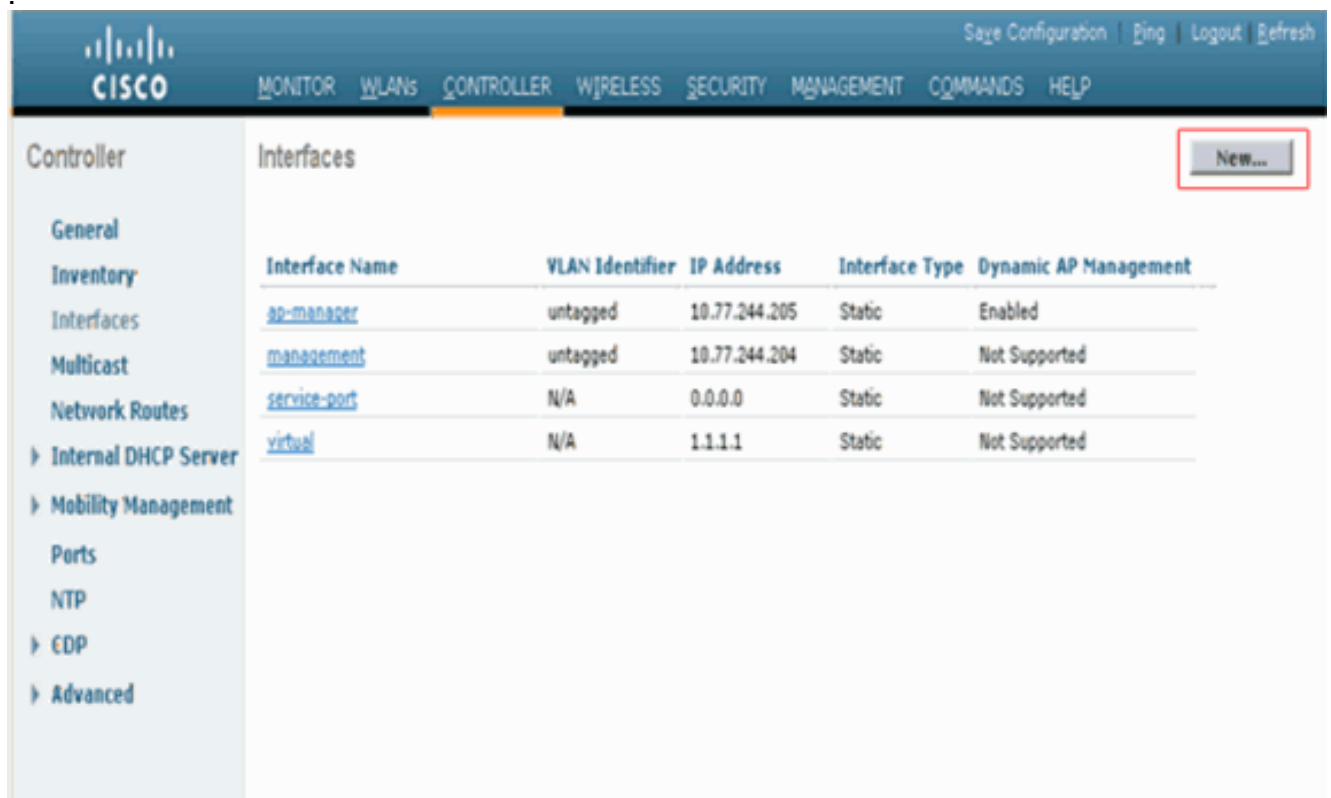 .
Save Configuration | Ping | Logout | Refresh
CISCO
MONITOR WLANs CONTROLLER WIRELESS SECURITY MANAGEMENT COMMANDS HELP
Controller
General
Inventory
Interfaces
Multicast
Network Routes
Internal DHCP Server
Mobility Management
Ports
NTP
CDP
Advanced
Interfaces
New...
Interface Name VLAN Identifier IP Address Interface Type Dynamic AP Management
ap-manager untagged 10.77.244.205 Static Enabled
management untagged 10.77.244.204 Static Not Supported
service-port N/A 0.0.0.0 Static Not Supported
virtual N/A 1.1.1.1 Static Not Supported